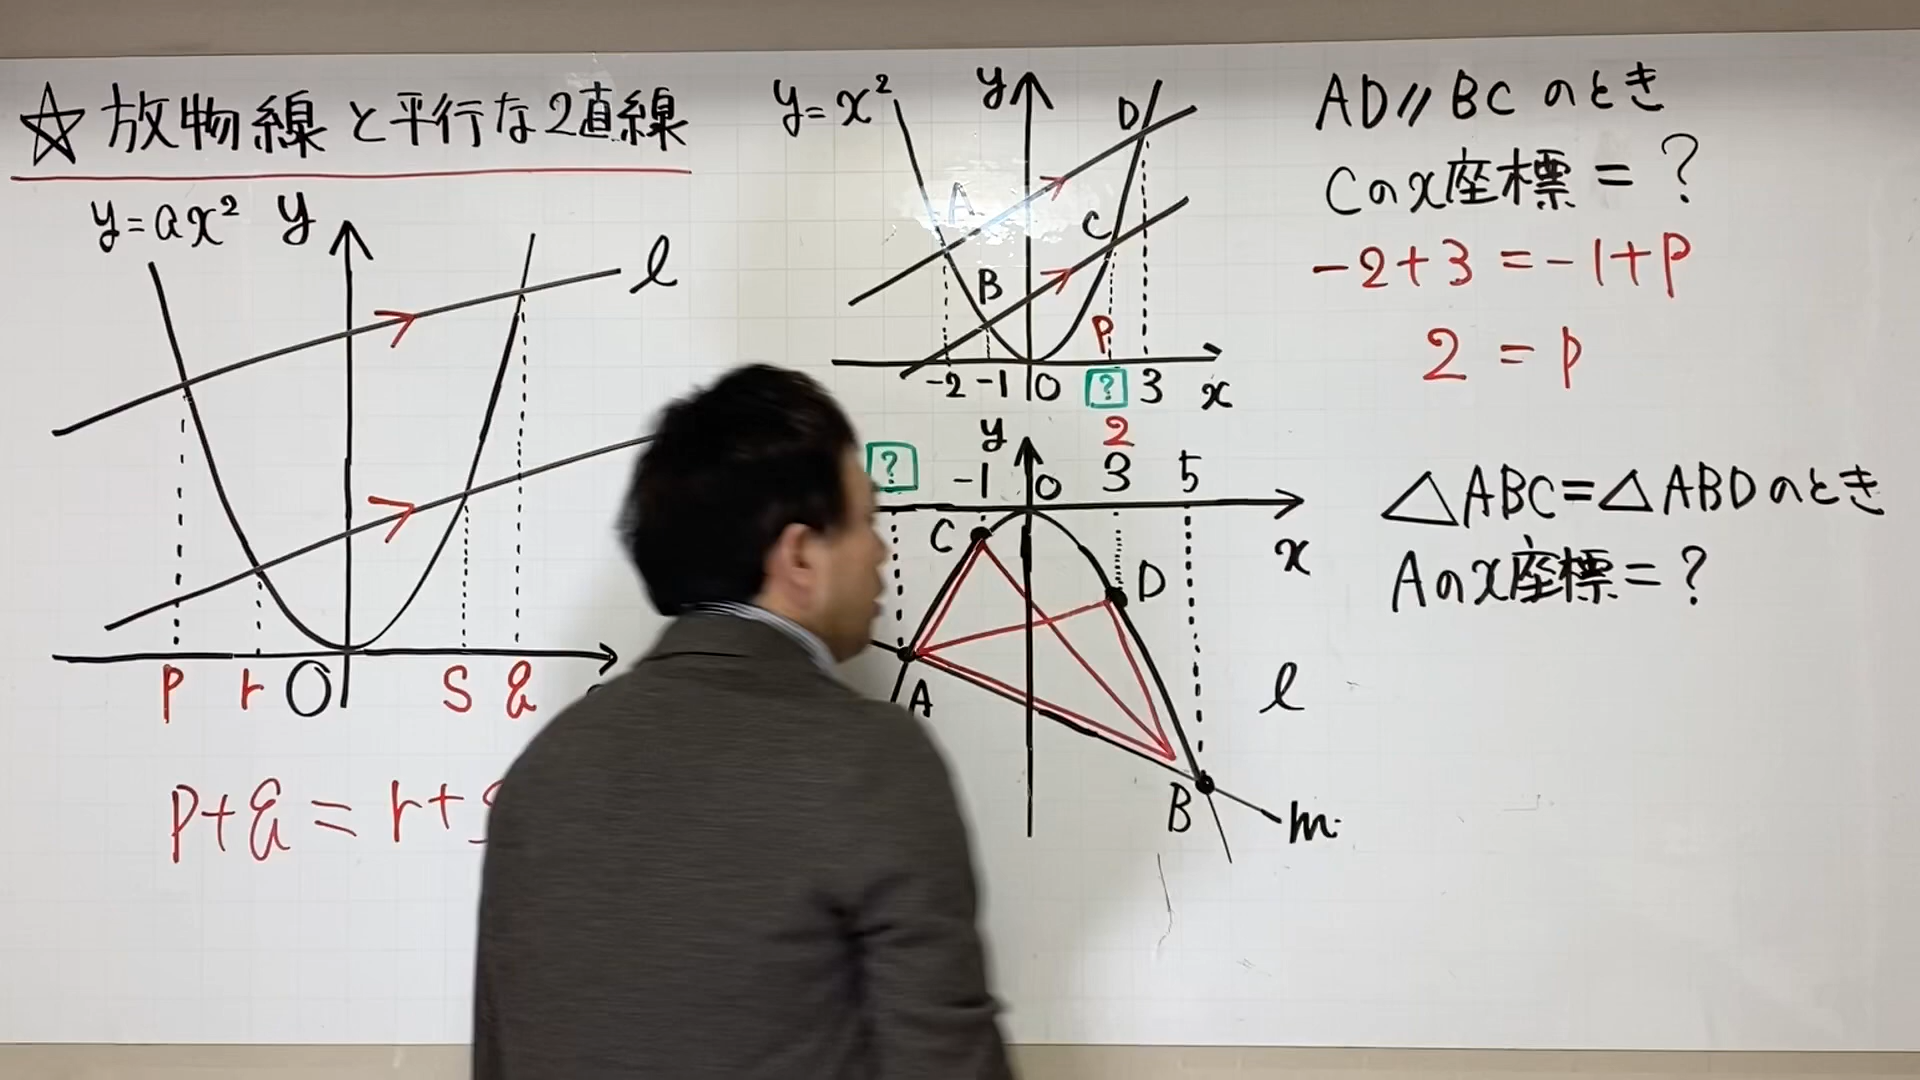 ☆ 放物線と平行な2直線
y=ax² y
l
p r O s q
p+q=r+
y=x² y
D
A
C
B
p
-2 -1 0 ? 3 x
2
AD//BC のとき
Cのx座標=?
-2+3=-1+p
2=p
y
? -1 0 3 5
x
C
D
A
B
l
m
△ABC=△ABDのとき
Aのx座標=?